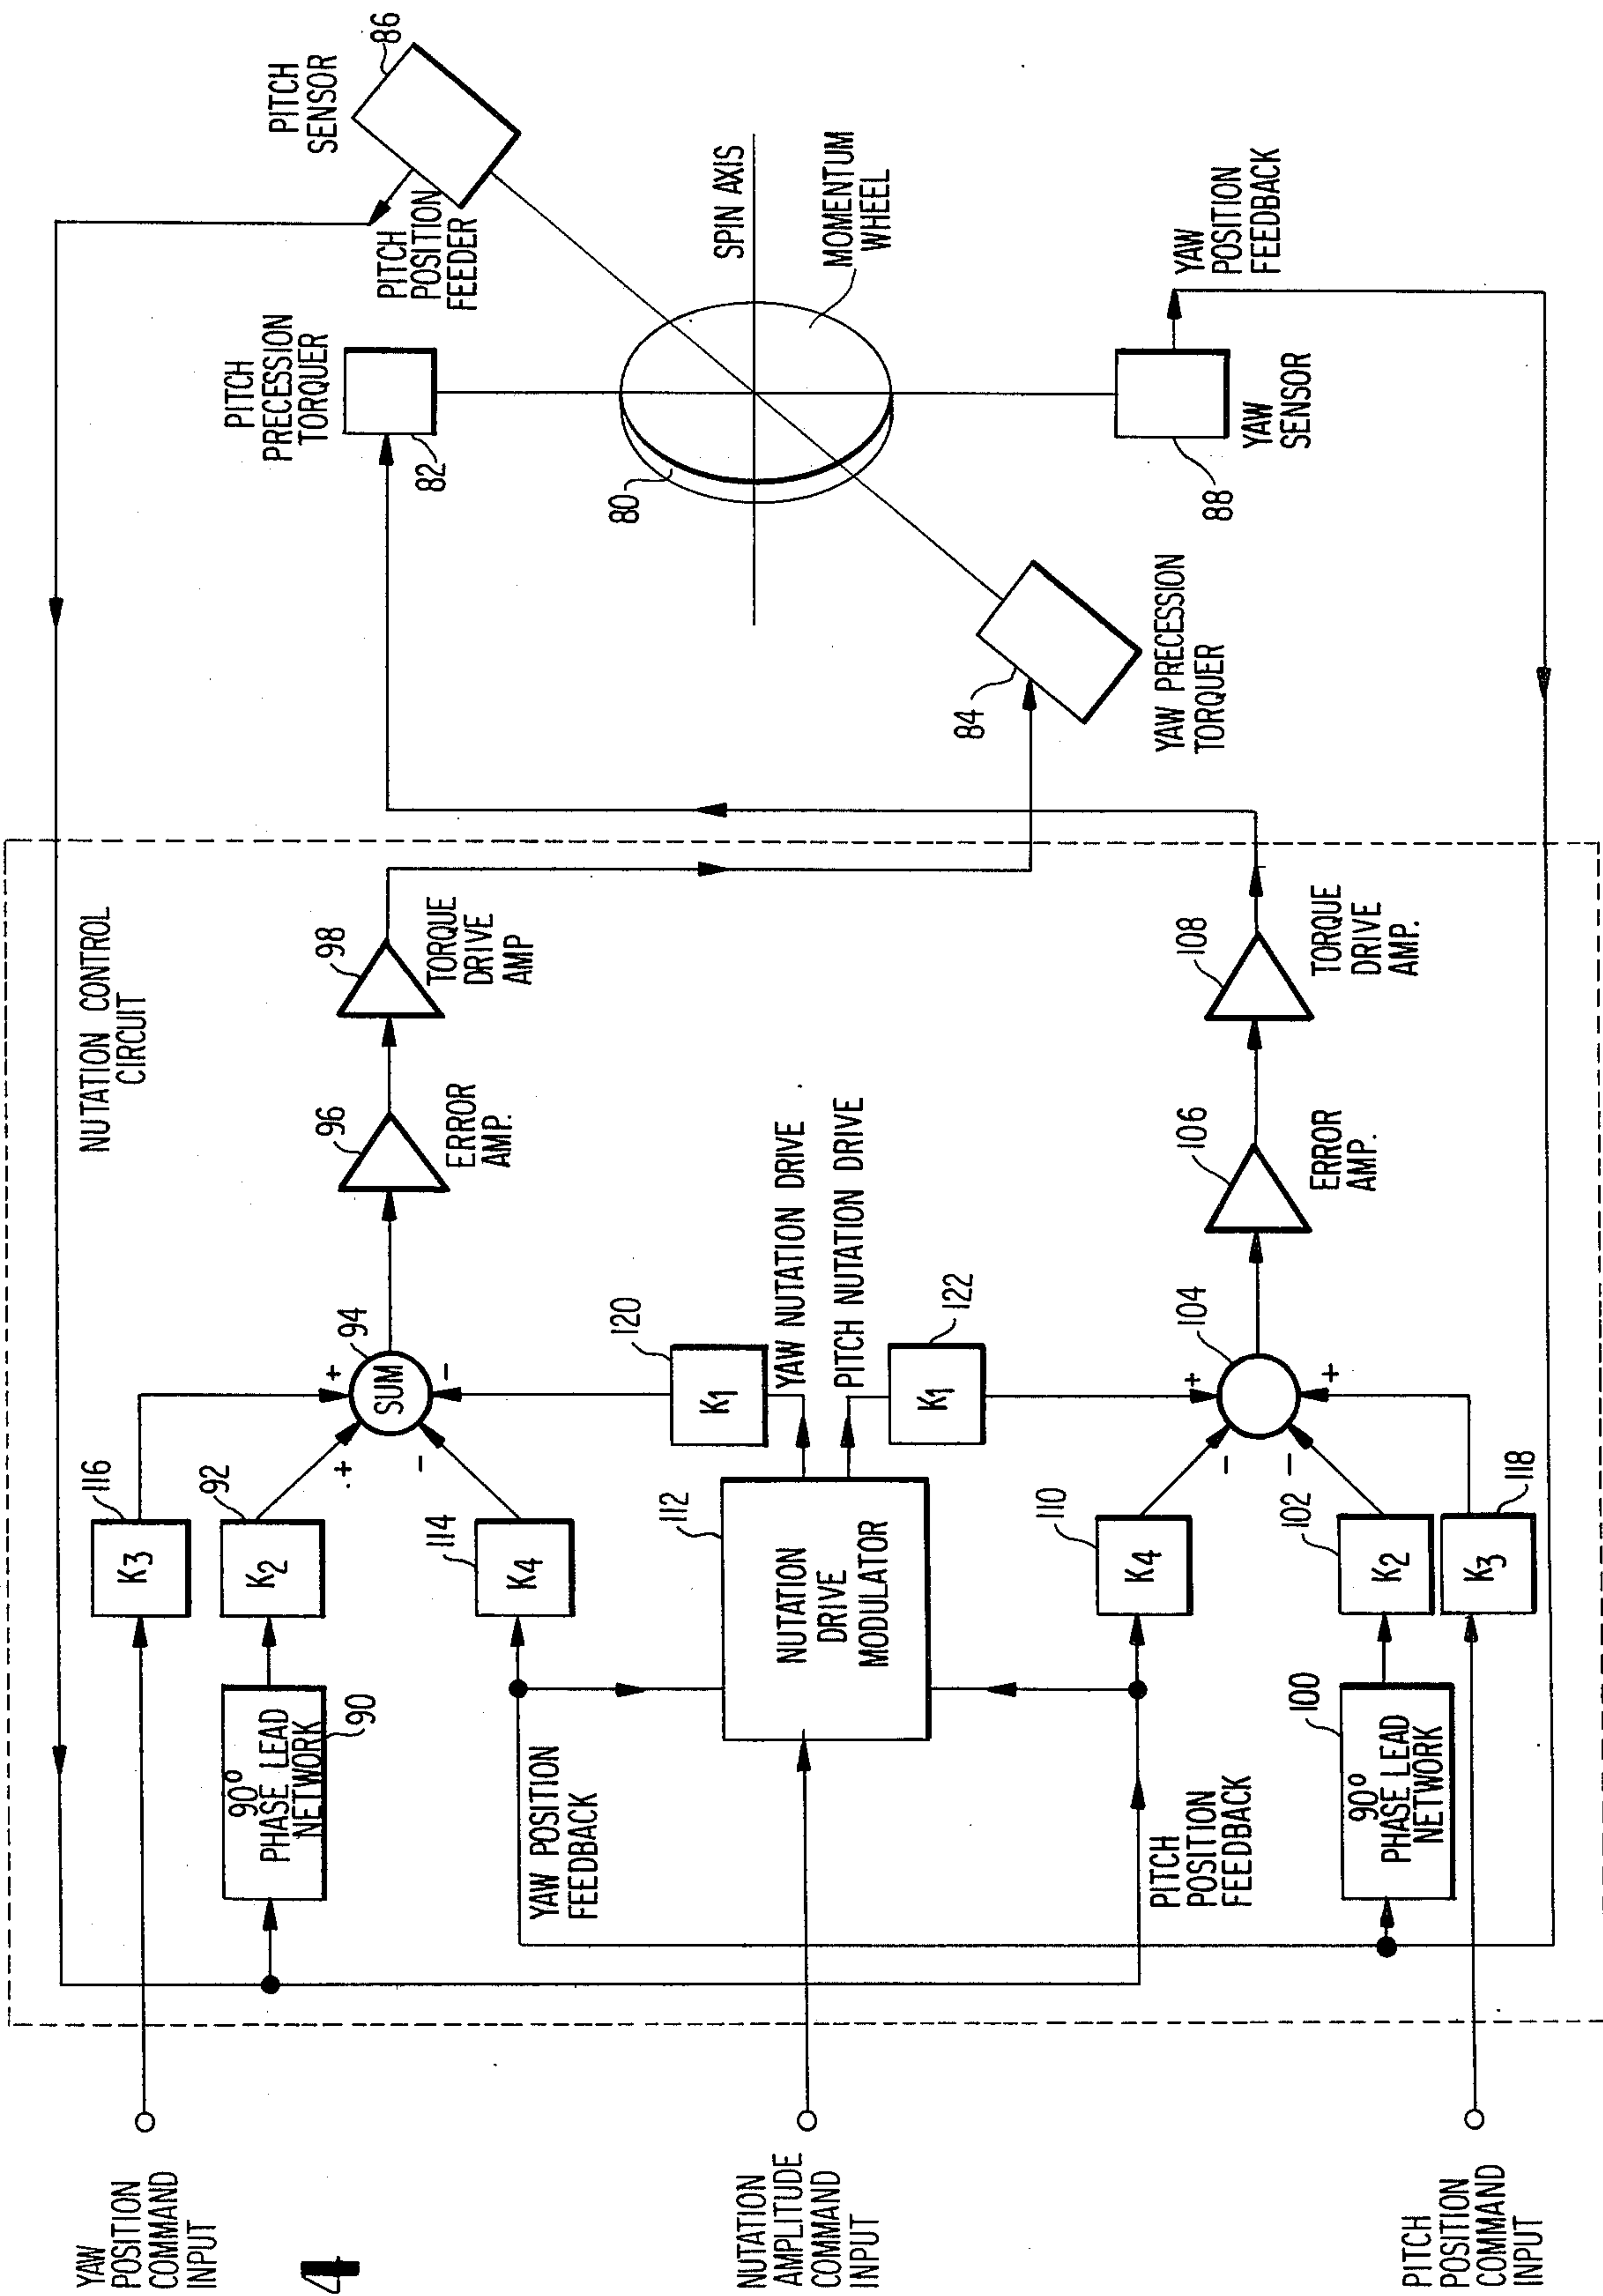 YAW
POSITION
COMMAND
INPUT
4
NUTATION
AMPLITUDE
COMMAND
INPUT
PITCH
POSITION
COMMAND
INPUT
NUTATION CONTROL
CIRCUIT
K3
116
90°
PHASE LEAD
NETWORK
90
K2
92
+
.+
-
-
SUM
94
K4
114
YAW POSITION
FEEDBACK
96
ERROR
AMP.
98
TORQUE
DRIVE
AMP
NUTATION
DRIVE
MODULATOR
112
K1
120
YAW NUTATION DRIVE
PITCH NUTATION DRIVE
K1
122
PITCH
POSITION
FEEDBACK
K4
110
90°
PHASE LEAD
NETWORK
100
K2
102
K3
118
+
-
-
+
104
106
ERROR
AMP.
108
TORQUE
DRIVE
AMP.
PITCH
SENSOR
86
PITCH
POSITION
FEEDER
PITCH
PRECESSION
TORQUER
82
SPIN AXIS
MOMENTUM
WHEEL
80
84
YAW PRECESSION
TORQUER
YAW
SENSOR
88
YAW
POSITION
FEEDBACK